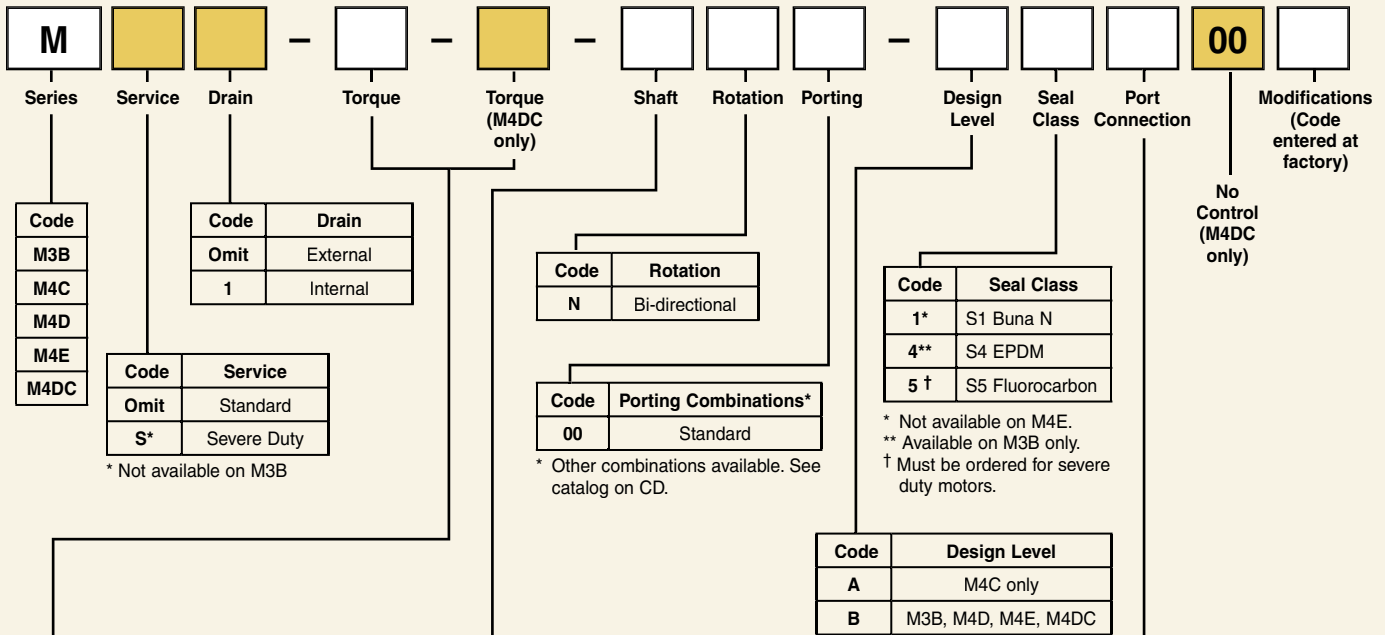 M – – – – 00
Series Service Drain Torque Torque (M4DC only) Shaft Rotation Porting Design Level Seal Class Port Connection Modifications (Code entered at factory)
No Control (M4DC only)
Code
M3B
M4C
M4D
M4E
M4DC
Code Service
Omit Standard
S* Severe Duty
* Not available on M3B
Code Drain
Omit External
1 Internal
Code Rotation
N Bi-directional
Code Porting Combinations*
00 Standard
* Other combinations available. See
catalog on CD.
Code Seal Class
1* S1 Buna N
4** S4 EPDM
5 † S5 Fluorocarbon
* Not available on M4E.
** Available on M3B only.
† Must be ordered for severe
duty motors.
Code Design Level
A M4C only
B M3B, M4D, M4E, M4DC